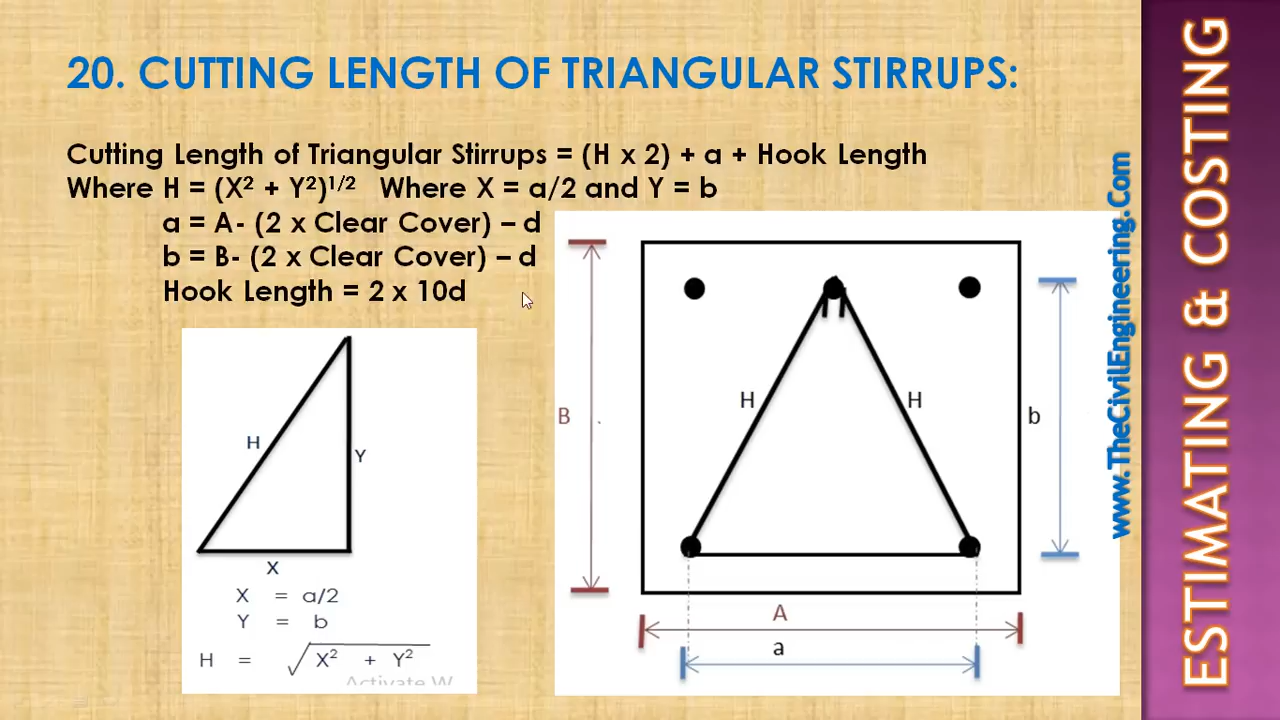 20. CUTTING LENGTH OF TRIANGULAR STIRRUPS:
Cutting Length of Triangular Stirrups = (H x 2) + a + Hook Length
Where H = (X² + Y²)¹/² Where X = a/2 and Y = b
a = A- (2 x Clear Cover) – d
b = B- (2 x Clear Cover) – d
Hook Length = 2 x 10d
H
Y
X
X = a/2
Y = b
H = √X² + Y²
Activate W
B
H
H
b
A
a
www.TheCivilEngineering.Com
ESTIMATING & COSTING